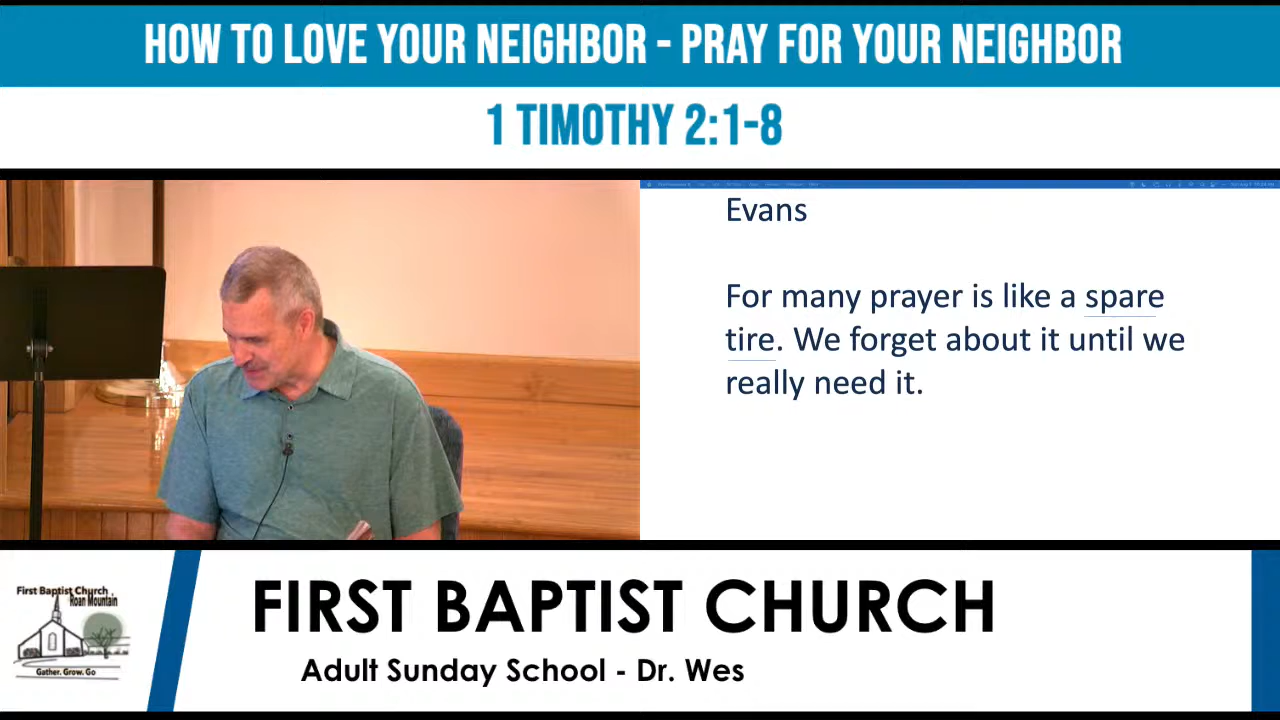 HOW TO LOVE YOUR NEIGHBOR - PRAY FOR YOUR NEIGHBOR
1 TIMOTHY 2:1-8
Evans
For many prayer is like a spare
tire. We forget about it until we
really need it.
First Baptist Church
Roan Mountain
Gather. Grow. Go
FIRST BAPTIST CHURCH
Adult Sunday School - Dr. Wes